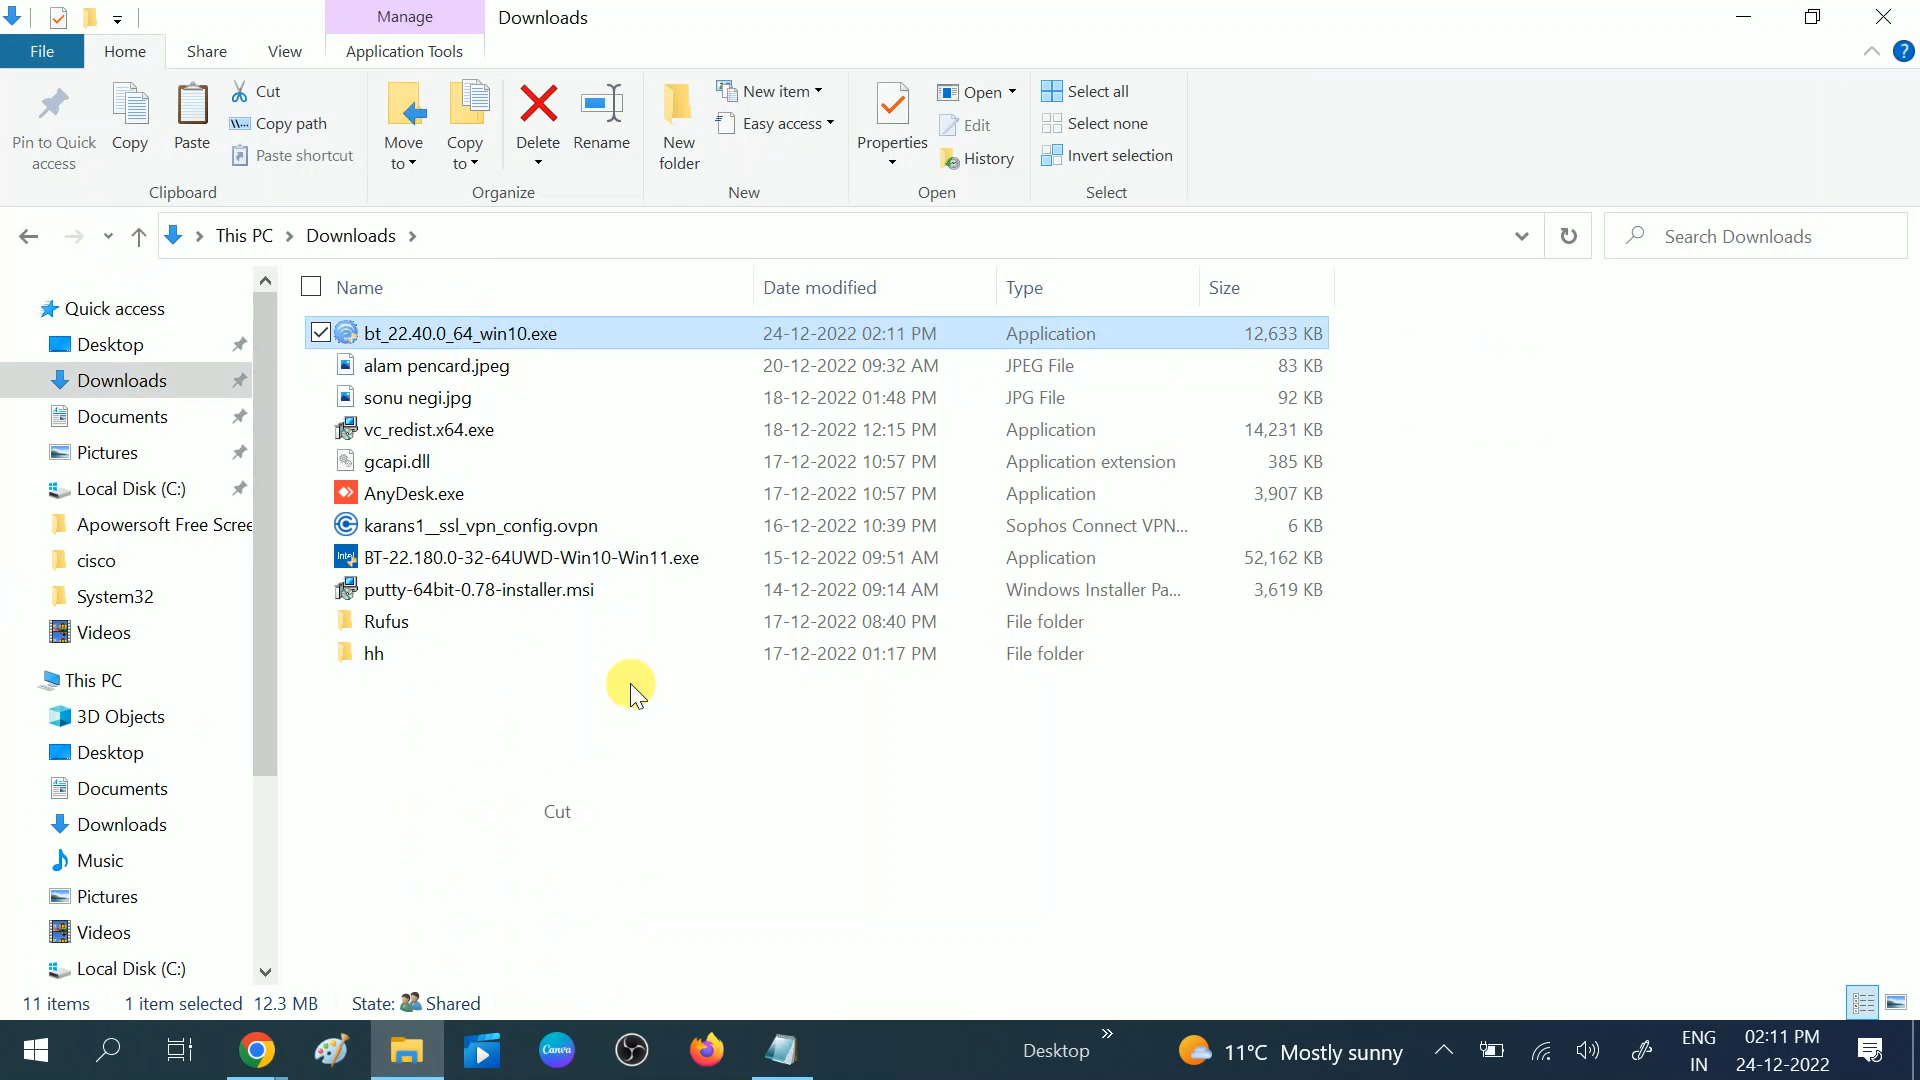 Manage
Downloads
File
Home
Share
View
Application Tools
Pin to Quick access
Copy
Paste
Cut
Copy path
Paste shortcut
Clipboard
Move to
Copy to
Delete
Rename
Organize
New folder
New item
Easy access
New
Properties
Open
Edit
History
Open
Select all
Select none
Invert selection
Select
This PC
Downloads
Search Downloads
Quick access
Desktop
Downloads
Documents
Pictures
Local Disk (C:)
Apowersoft Free Scree
cisco
System32
Videos
This PC
3D Objects
Desktop
Documents
Downloads
Music
Pictures
Videos
Local Disk (C:)
Name Date modified Type Size
bt_22.40.0_64_win10.exe 24-12-2022 02:11 PM Application 12,633 KB
alam pencard.jpeg 20-12-2022 09:32 AM JPEG File 83 KB
sonu negi.jpg 18-12-2022 01:48 PM JPG File 92 KB
vc_redist.x64.exe 18-12-2022 12:15 PM Application 14,231 KB
gcapi.dll 17-12-2022 10:57 PM Application extension 385 KB
AnyDesk.exe 17-12-2022 10:57 PM Application 3,907 KB
karans1__ssl_vpn_config.ovpn 16-12-2022 10:39 PM Sophos Connect VPN... 6 KB
BT-22.180.0-32-64UWD-Win10-Win11.exe 15-12-2022 09:51 AM Application 52,162 KB
putty-64bit-0.78-installer.msi 14-12-2022 09:14 AM Windows Installer Pa... 3,619 KB
Rufus 17-12-2022 08:40 PM File folder
hh 17-12-2022 01:17 PM File folder
Cut
11 items 1 item selected 12.3 MB State: Shared
Canva
Desktop
11°C Mostly sunny
ENG
IN
02:11 PM
24-12-2022